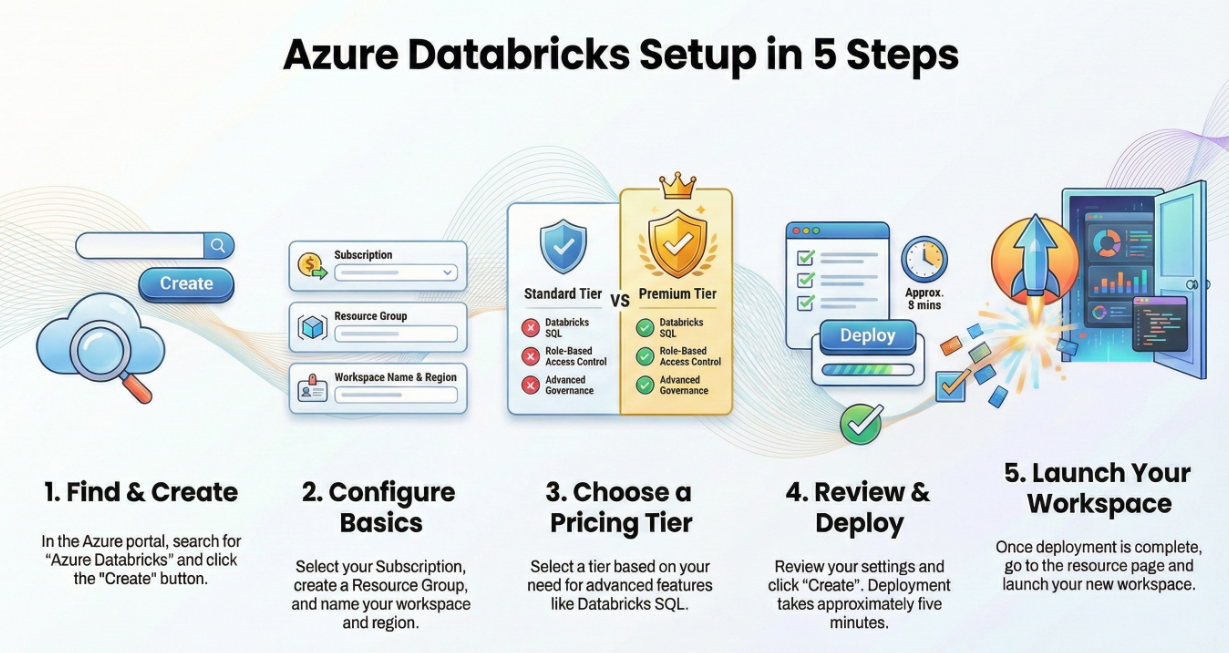 Azure Databricks Setup in 5 Steps
Create
1. Find & Create
In the Azure portal, search for
“Azure Databricks” and click
the "Create" button.
Subscription
Resource Group
Workspace Name & Region
2. Configure
Basics
Select your Subscription,
create a Resource Group,
and name your workspace
and region.
Standard Tier
Databricks
SQL
Role-Based
Access Control
Advanced
Governance
VS
Premium Tier
Databricks
SQL
Role-Based
Access Control
Advanced
Governance
3. Choose a
Pricing Tier
Select a tier based on your
need for advanced features
like Databricks SQL.
Approx.
8 mins
Deploy
4. Review &
Deploy
Review your settings and
click “Create”. Deployment
takes approximately five
minutes.
5. Launch Your
Workspace
Once deployment is complete,
go to the resource page and
launch your new workspace.